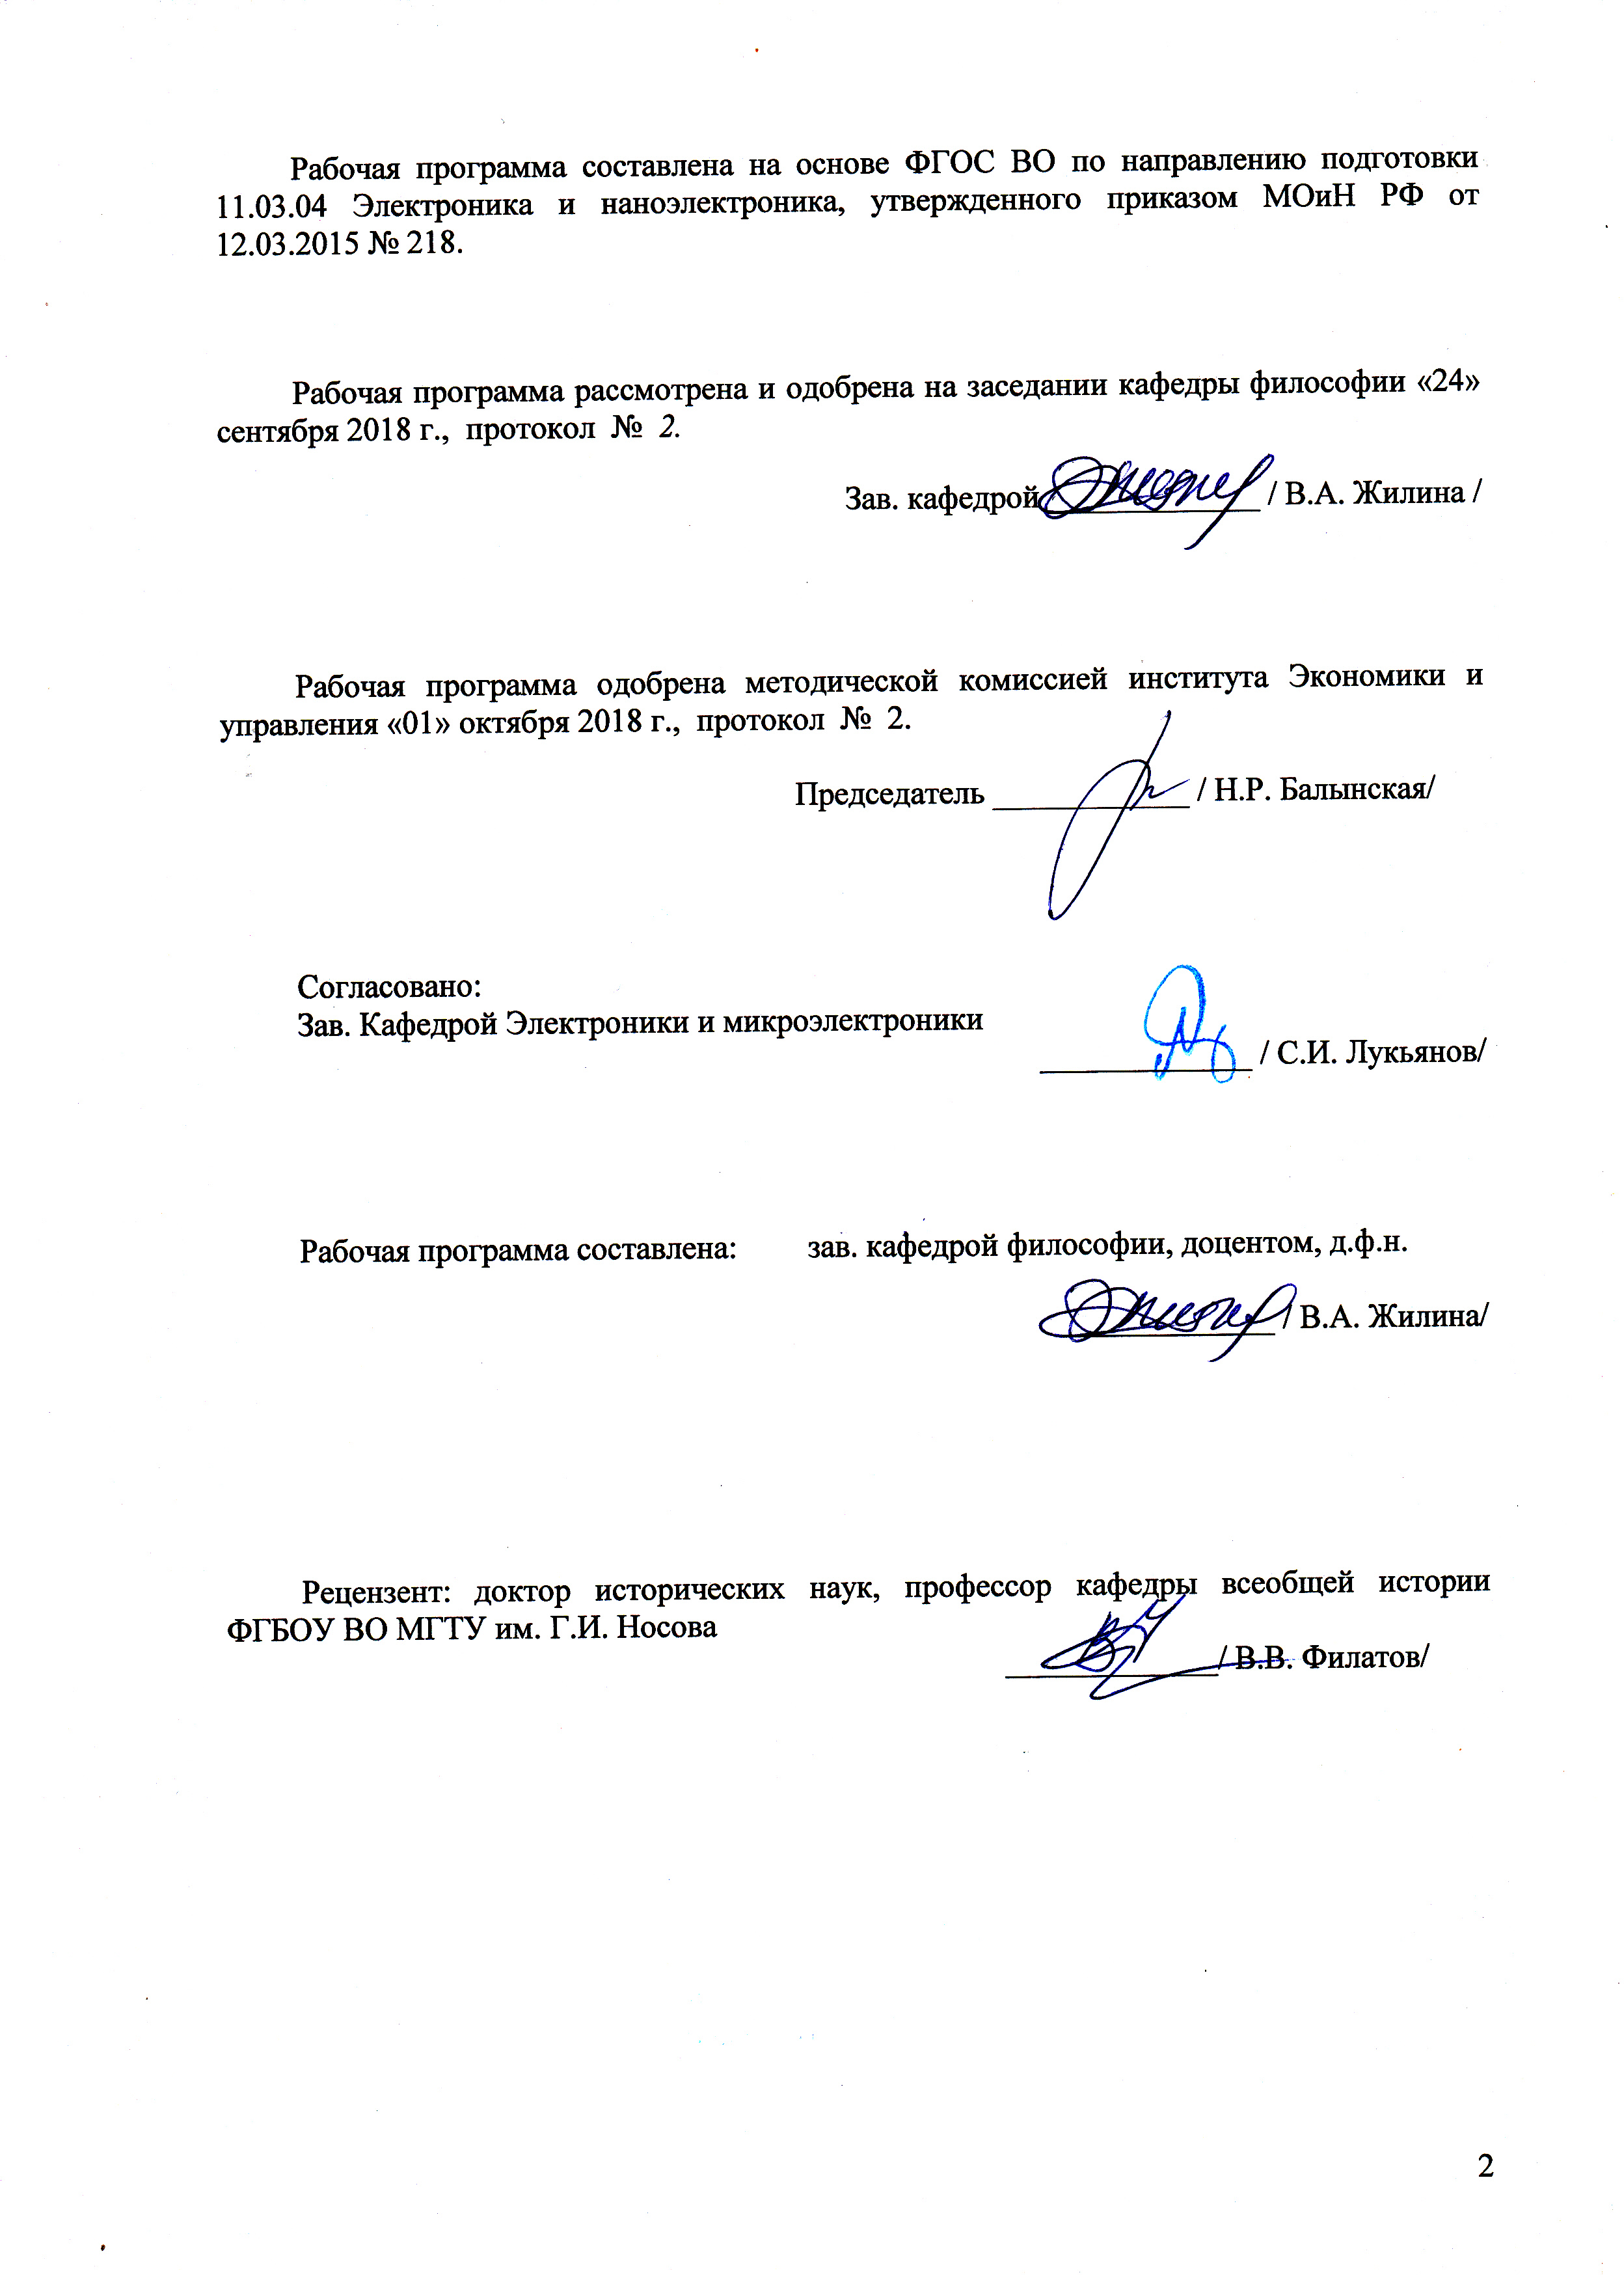 Рабочая программа составлена на основе ФГОС ВО по направлению подготовки
11.03.04 Электроника и наноэлектроника, утвержденного приказом МОиН РФ от
12.03.2015 № 218.
Рабочая программа рассмотрена и одобрена на заседании кафедры философии «24»
сентября 2018 г., протокол № 2.
Зав. кафедрой / В.А. Жилина /
Рабочая программа одобрена методической комиссией института Экономики и
управления «01» октября 2018 г., протокол № 2.
Председатель / Н.Р. Балынская/
Согласовано:
Зав. Кафедрой Электроники и микроэлектроники
/ С.И. Лукьянов/
Рабочая программа составлена: зав. кафедрой философии, доцентом, д.ф.н.
/ В.А. Жилина/
Рецензент: доктор исторических наук, профессор кафедры всеобщей истории
ФГБОУ ВО МГТУ им. Г.И. Носова
/ В.В. Филатов/
2